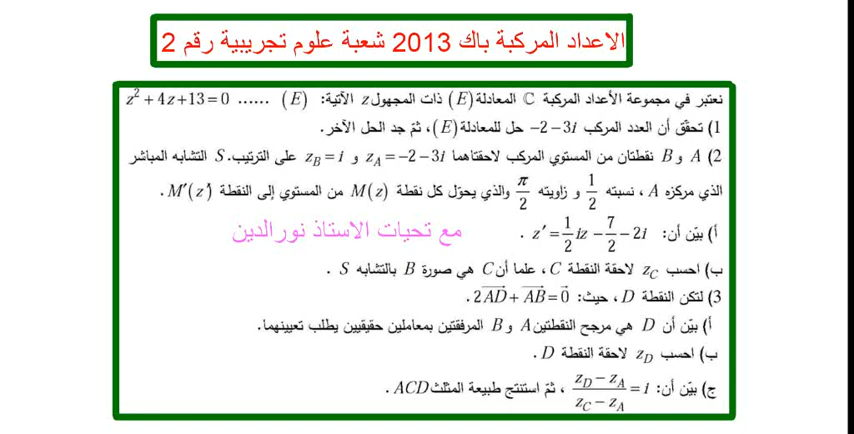 الاعداد المركبة باك 2013 شعبة علوم تجريبية رقم 2
نعتبر في مجموعة الأعداد المركبة ℂ المعادلة (E) ذات المجهول z الآتية: (E) ...... z² + 4z + 13 = 0
1) تحقّق أن العدد المركب −2 − 3i حل للمعادلة (E)، ثمّ جد الحل الآخر.
2) A و B نقطتان من المستوي المركب لاحقتاهما z_A = −2 − 3i و z_B = i على الترتيب. S التشابه المباشر
الذي مركزه A ، نسبته 1/2 و زاويته π/2 والذي يحوّل كل نقطة M(z) من المستوي إلى النقطة M′(z′) .
أ) بيّن أن: z′ = 1/2 iz − 7/2 − 2i .
مع تحيات الاستاذ نورالدين
ب) احسب z_C لاحقة النقطة C ، علما أن C هي صورة B بالتشابه S .
3) لتكن النقطة D ، حيث: 2AD⃗ + AB⃗ = 0⃗ .
أ) بيّن أن D هي مرجح النقطتين A و B المرفقتين بمعاملين حقيقيين يطلب تعيينهما.
ب) احسب z_D لاحقة النقطة D .
ج) بيّن أن: (z_D − z_A)/(z_C − z_A) = i ، ثمّ استنتج طبيعة المثلث ACD .